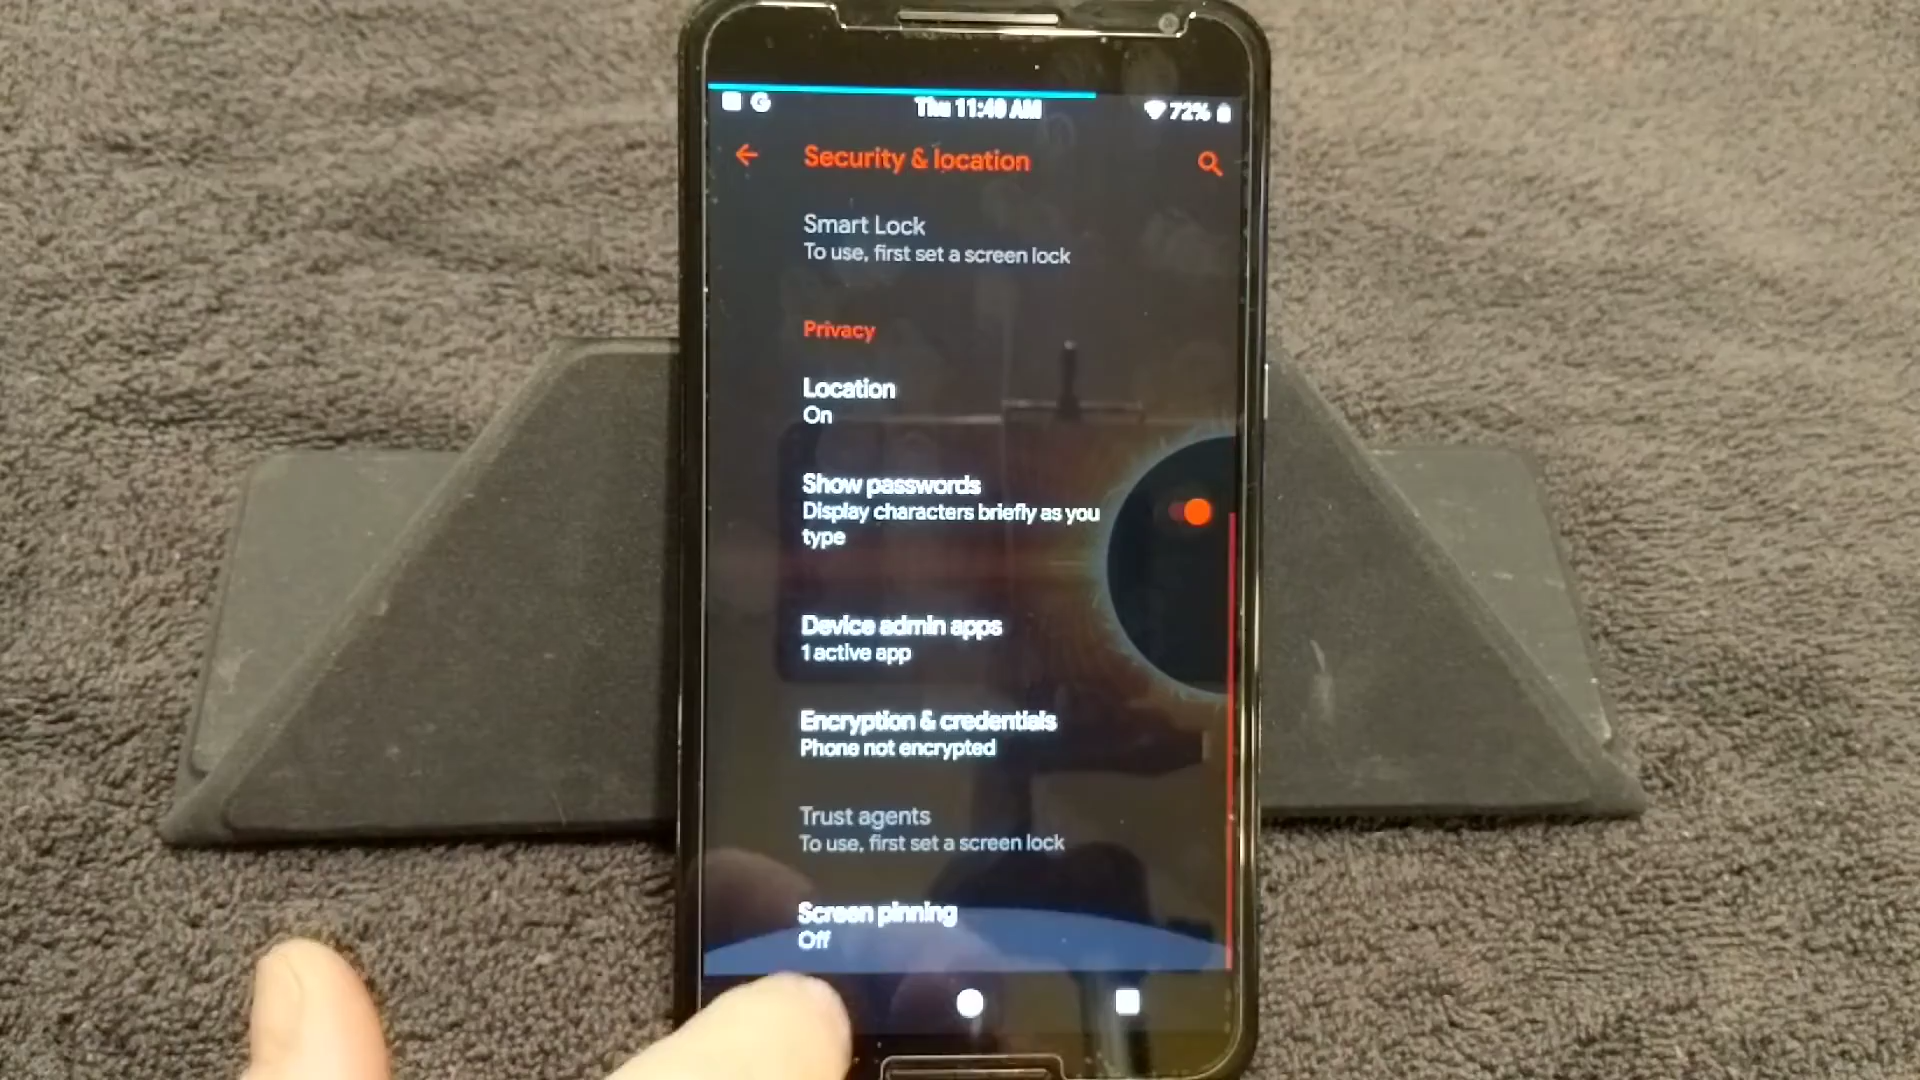 G Thu 11:49 AM 72%
Security & location
Smart Lock
To use, first set a screen lock
Privacy
Location
On
Show passwords
Display characters briefly as you
type
Device admin apps
1 active app
Encryption & credentials
Phone not encrypted
Trust agents
To use, first set a screen lock
Screen pinning
Off